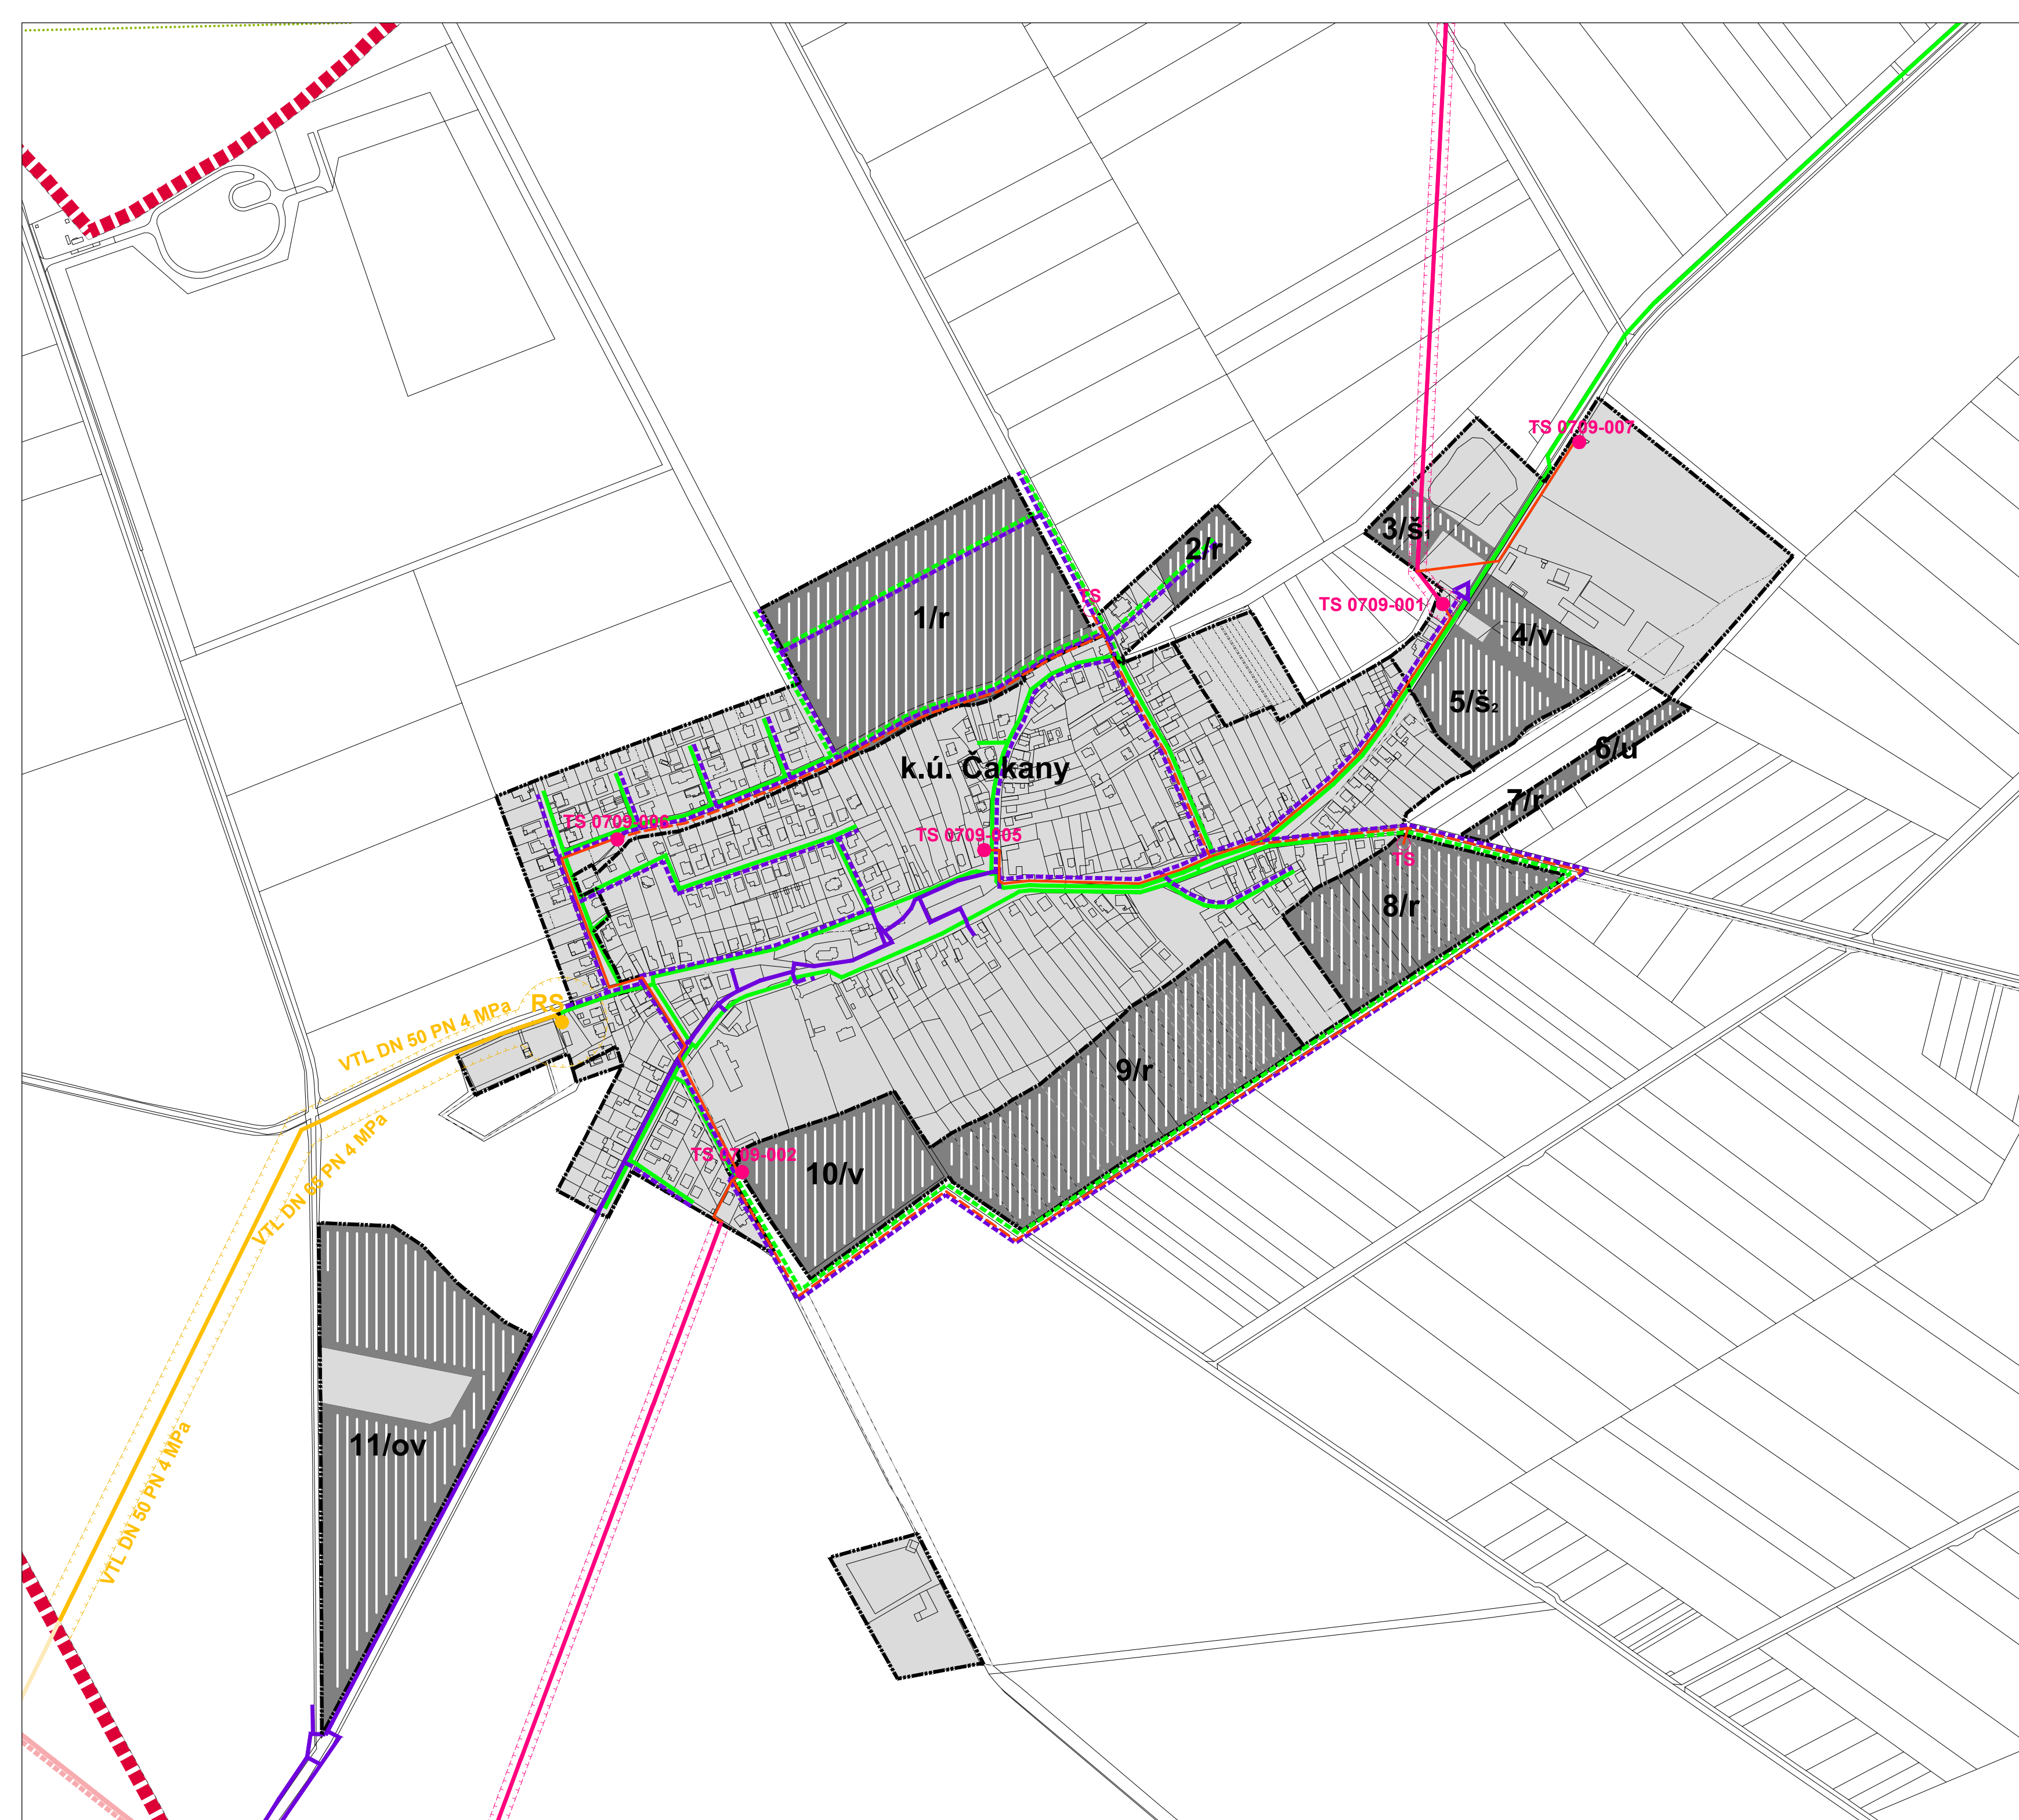 TS 0709-007
3/š1
2/r
TS
TS 0709-001
1/r
4/v
5/š2
6/u
k.ú. Čakany
7/r
TS 0709-006
TS 0709-005
TS
8/r
RS
VTL DN 50 PN 4 MPa
9/r
VTL DN 65 PN 4 MPa
TS 0709-002
10/v
11/ov
VTL DN 50 PN 4 MPa